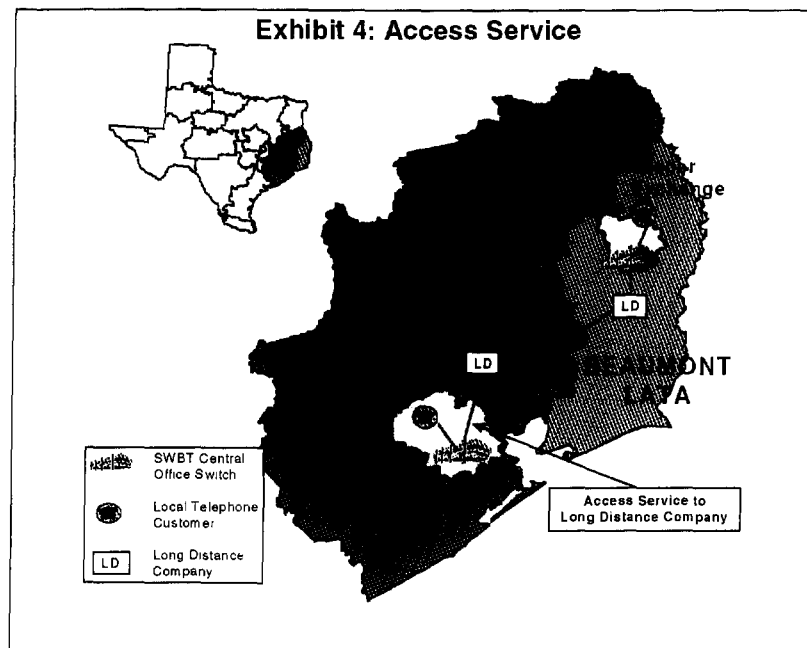 Exhibit 4: Access Service
Exchange
LD
LD
BEAUMONT
LATA
SWBT Central
Office Switch
Local Telephone
Customer
LD
Long Distance
Company
Access Service to
Long Distance Company